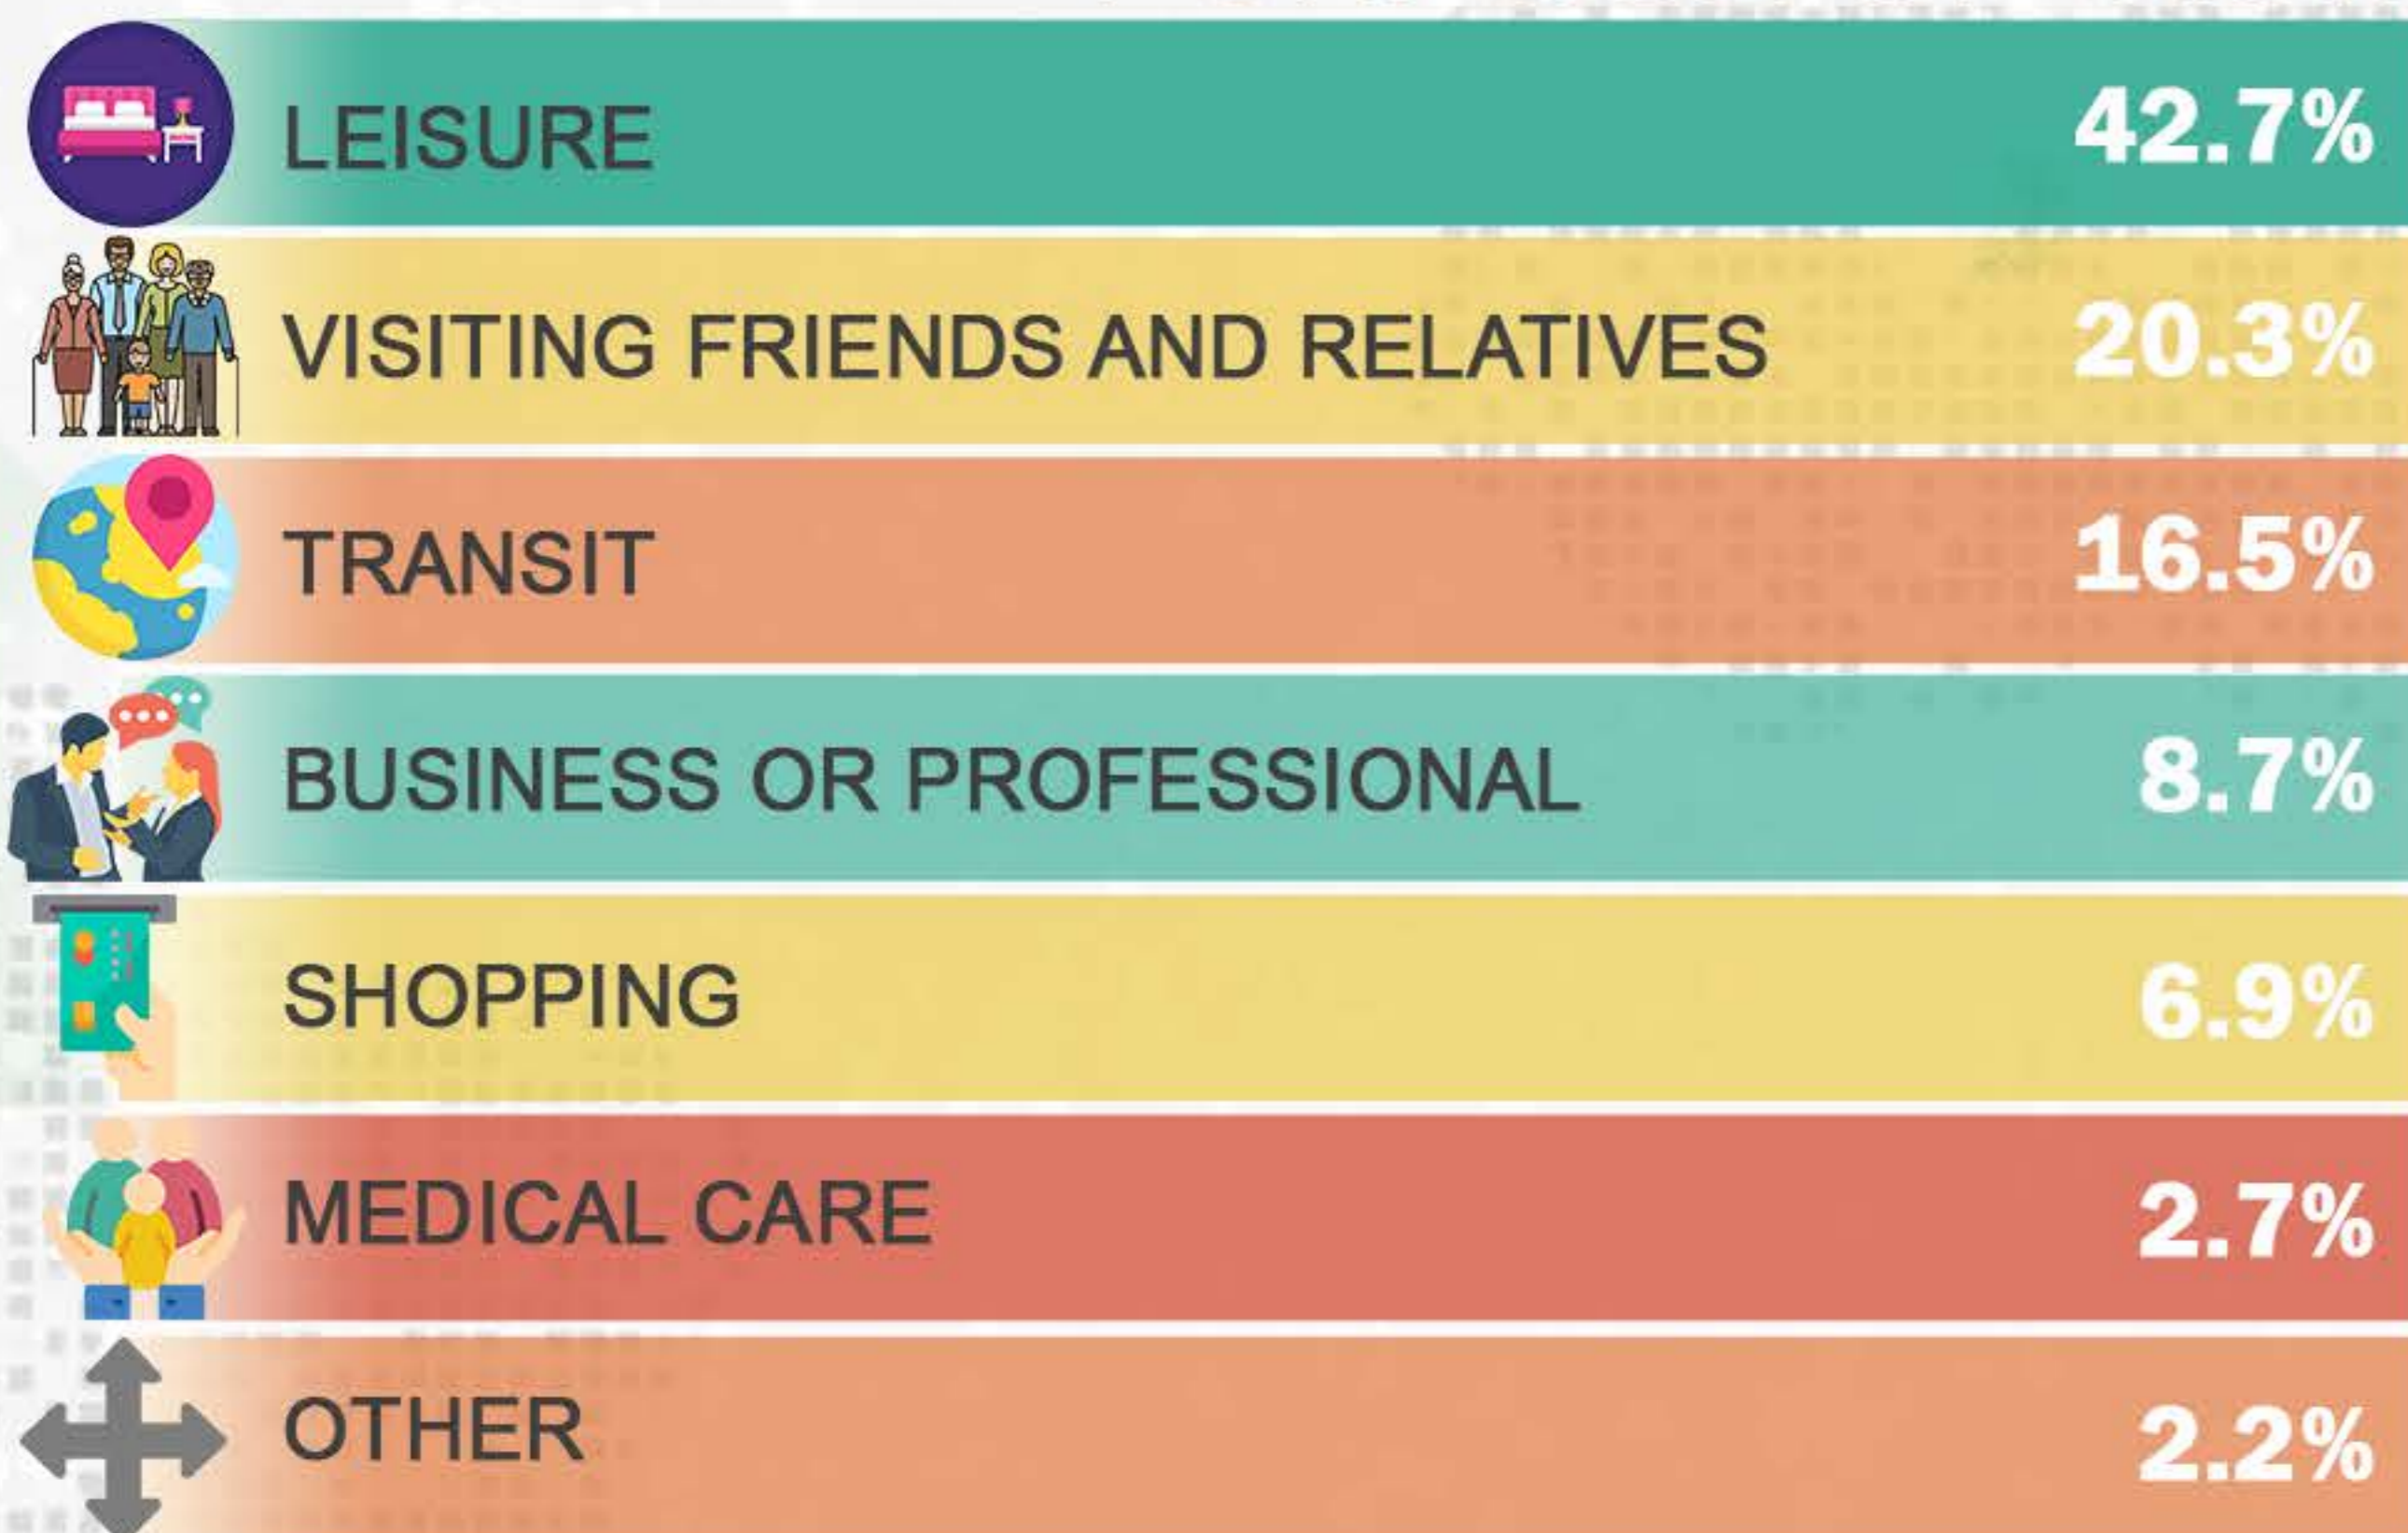 LEISURE 42.7%
VISITING FRIENDS AND RELATIVES 20.3%
TRANSIT 16.5%
BUSINESS OR PROFESSIONAL 8.7%
SHOPPING 6.9%
MEDICAL CARE 2.7%
OTHER 2.2%